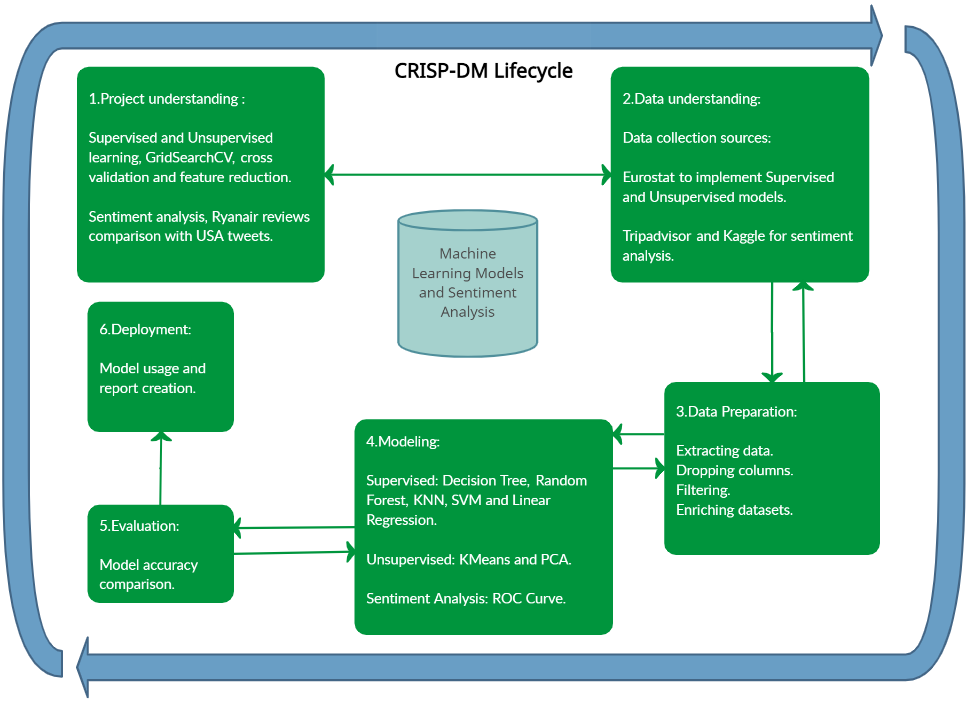 CRISP-DM Lifecycle
1.Project understanding :
Supervised and Unsupervised
learning, GridSearchCV, cross
validation and feature reduction.
Sentiment analysis, Ryanair reviews
comparison with USA tweets.
2.Data understanding:
Data collection sources:
Eurostat to implement Supervised
and Unsupervised models.
Tripadvisor and Kaggle for sentiment
analysis.
Machine
Learning Models
and Sentiment
Analysis
3.Data Preparation:
Extracting data.
Dropping columns.
Filtering.
Enriching datasets.
4.Modeling:
Supervised: Decision Tree, Random
Forest, KNN, SVM and Linear
Regression.
Unsupervised: KMeans and PCA.
Sentiment Analysis: ROC Curve.
5.Evaluation:
Model accuracy
comparison.
6.Deployment:
Model usage and
report creation.